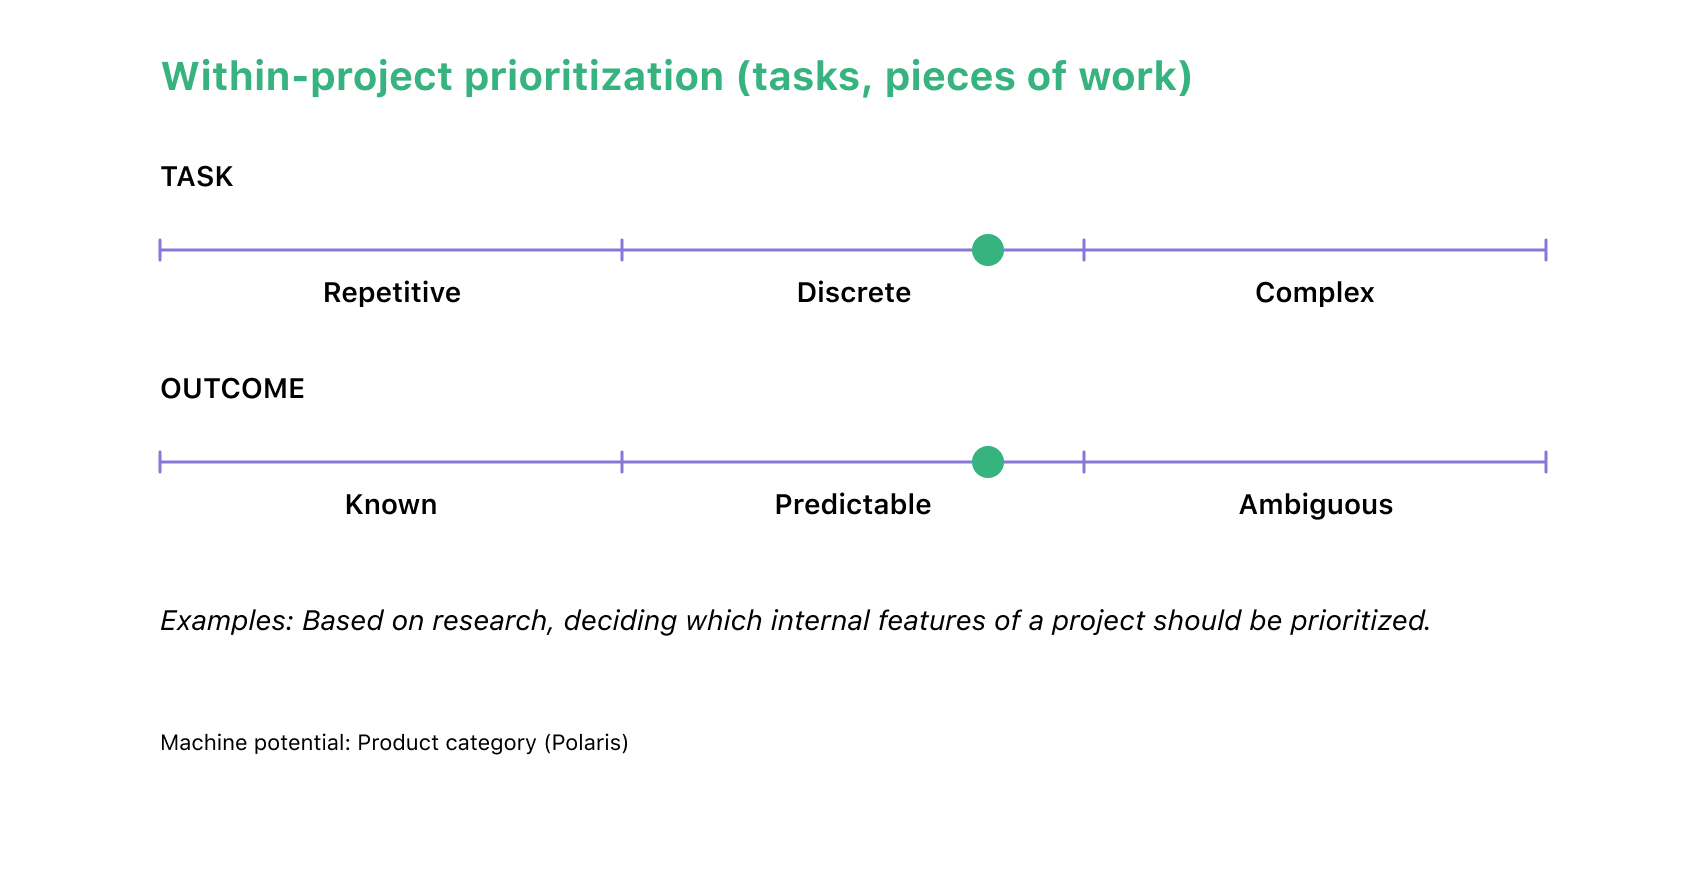 Within-project prioritization (tasks, pieces of work)
TASK
Repetitive Discrete Complex
OUTCOME
Known Predictable Ambiguous
Examples: Based on research, deciding which internal features of a project should be prioritized.
Machine potential: Product category (Polaris)